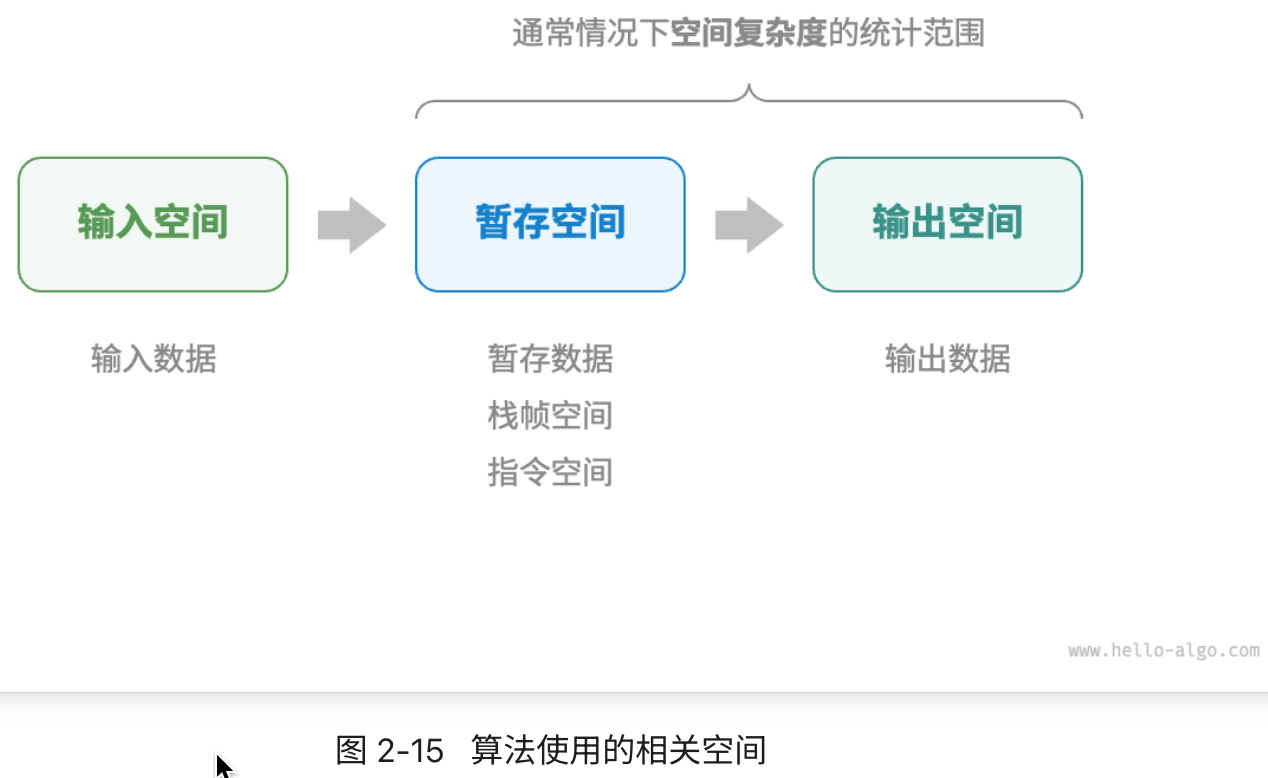 通常情况下空间复杂度的统计范围
输入空间
暂存空间
输出空间
输入数据
暂存数据
输出数据
栈帧空间
指令空间
www.hello-algo.com
图 2-15 算法使用的相关空间